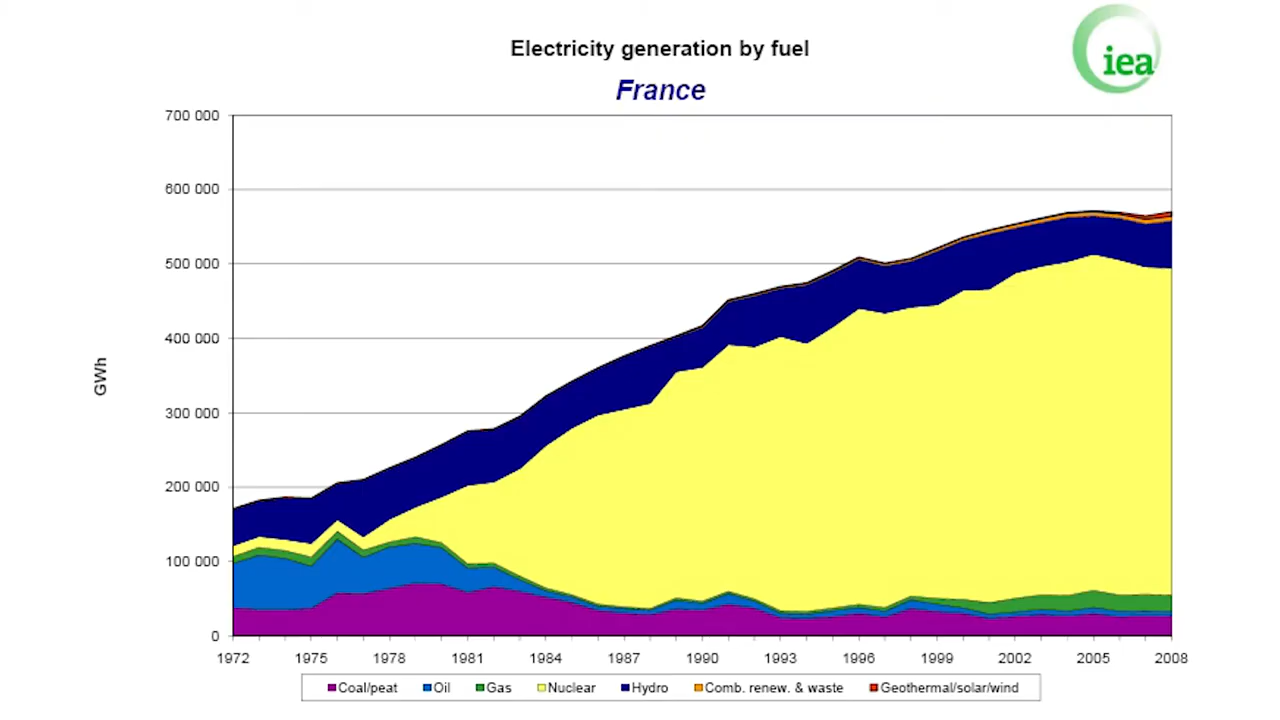 Electricity generation by fuel
iea
France
700 000
600 000
500 000
400 000
300 000
200 000
100 000
0
GWh
1972 1975 1978 1981 1984 1987 1990 1993 1996 1999 2002 2005 2008
Coal/peat Oil Gas Nuclear Hydro Comb. renew. & waste Geothermal/solar/wind